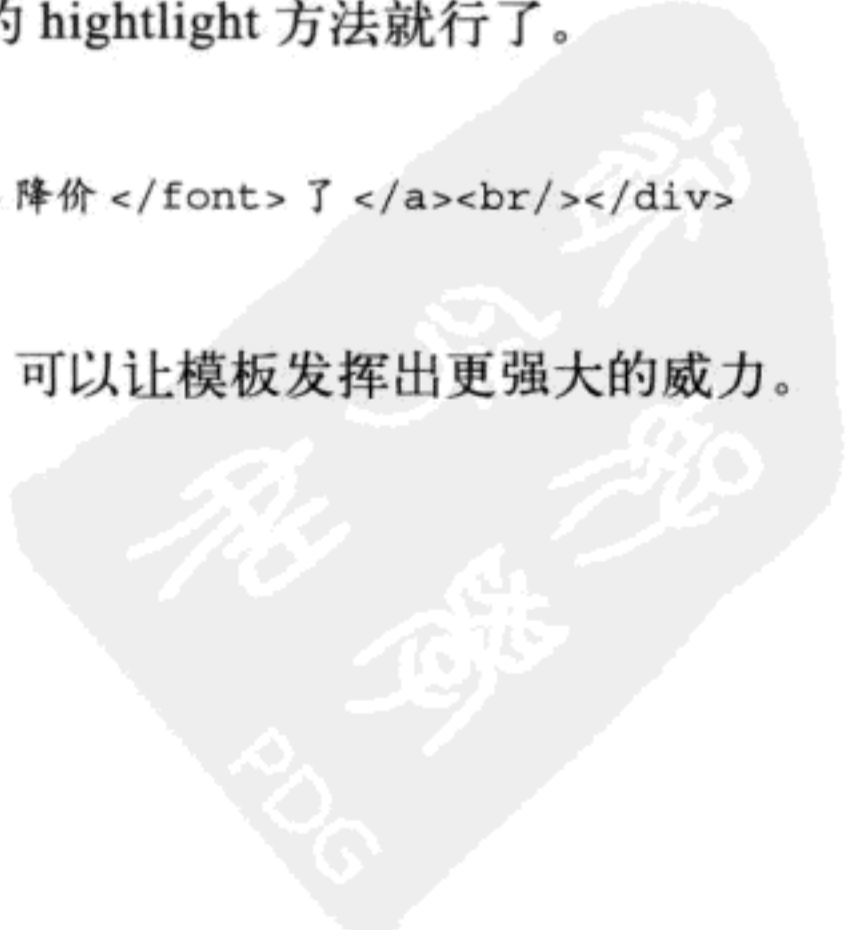 的 hightlight 方法就行了。
降价 </font> 了 </a><br/></div>
可以让模板发挥出更强大的威力。
PDG